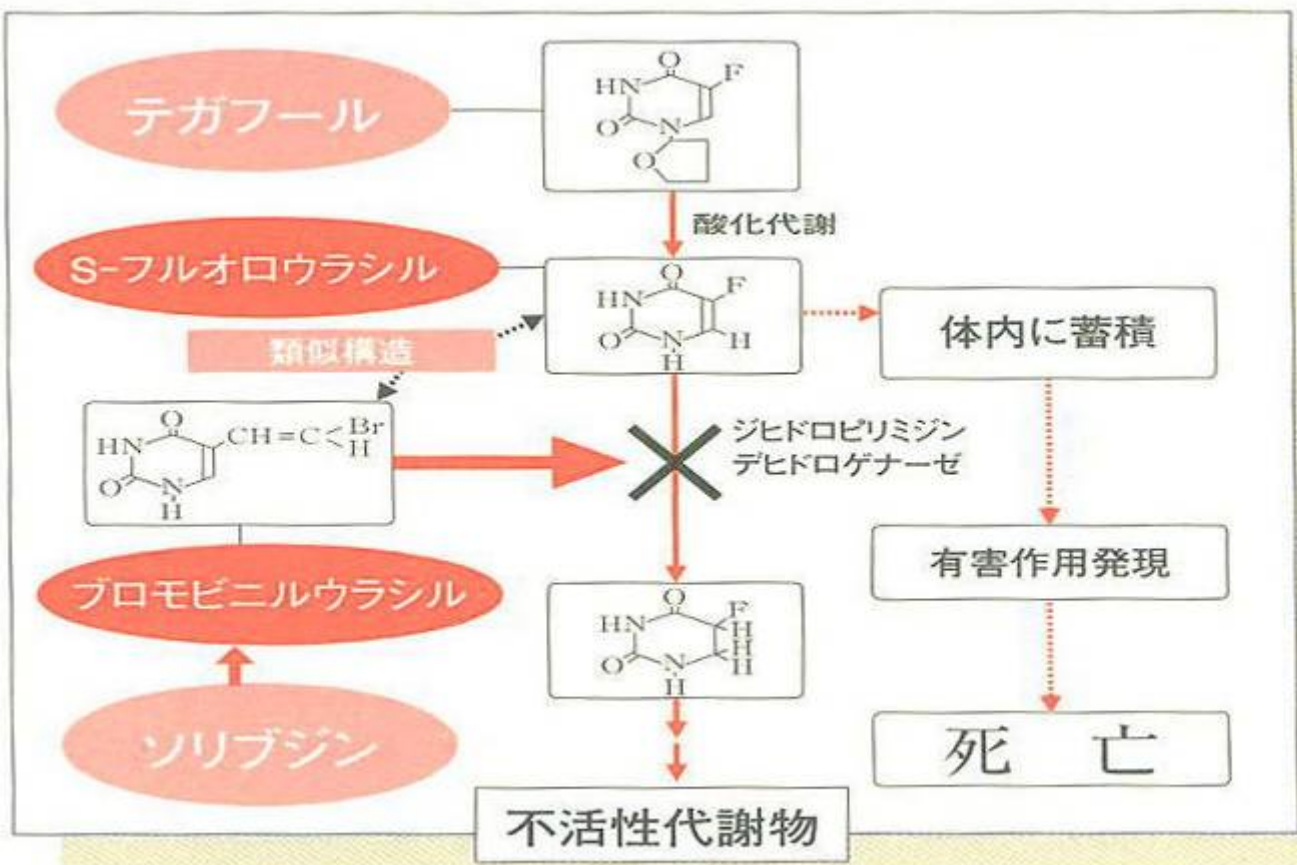 テガフール
O
F
HN
O
N
O
酸化代謝
S-フルオロウラシル
O
F
HN
O
N
H
H
体内に蓄積
類似構造
O
HN
CH=C<Br
H
O
N
H
ジヒドロピリミジン
デヒドロゲナーゼ
ブロモビニルウラシル
O
F
HN
H
H
O
N
H
H
有害作用発現
ソリブジン
死 亡
不活性代謝物